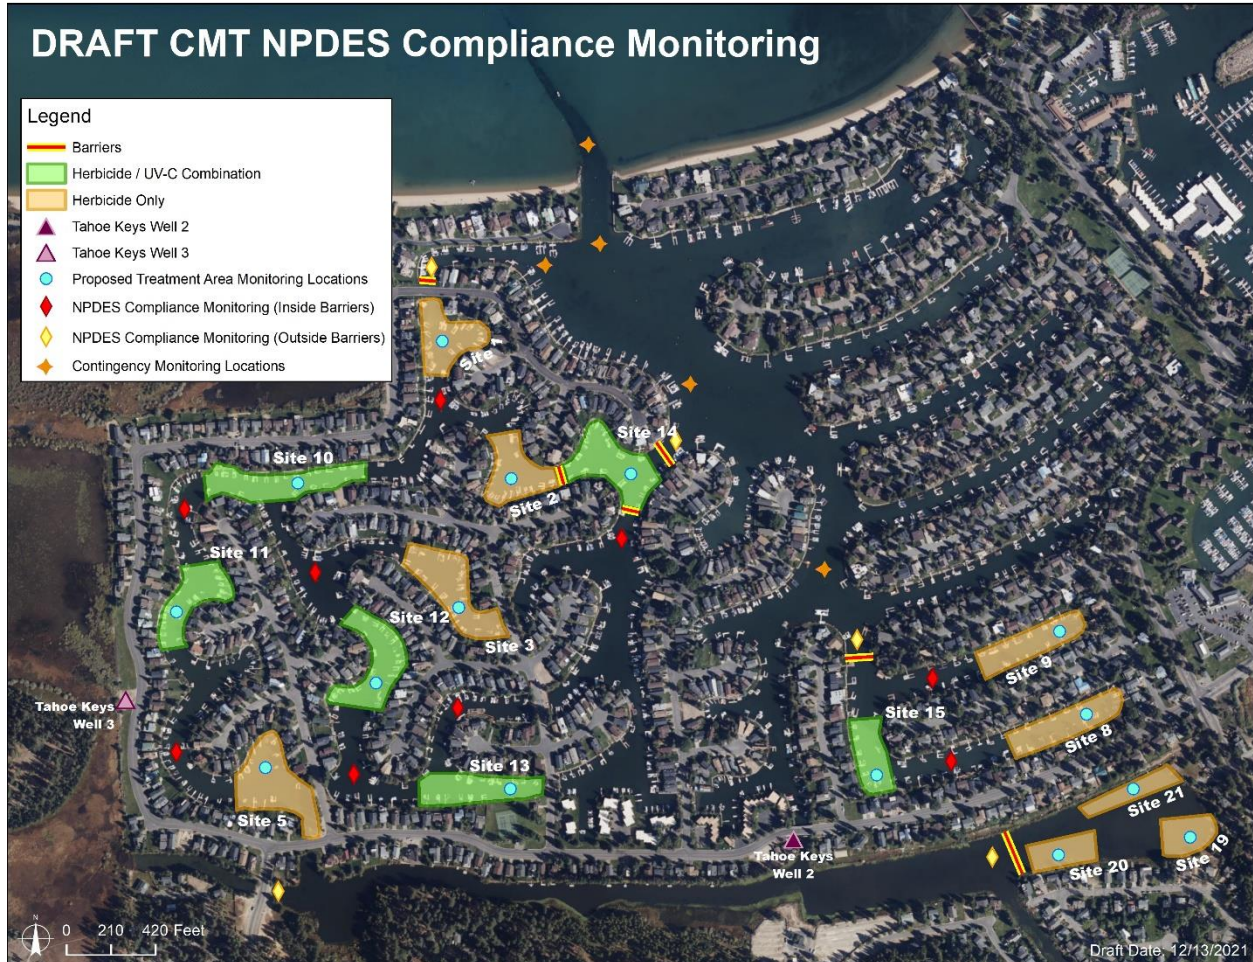 DRAFT CMT NPDES Compliance Monitoring
Legend
Barriers
Herbicide / UV-C Combination
Herbicide Only
Tahoe Keys Well 2
Tahoe Keys Well 3
Proposed Treatment Area Monitoring Locations
NPDES Compliance Monitoring (Inside Barriers)
NPDES Compliance Monitoring (Outside Barriers)
Contingency Monitoring Locations
Site 1
Site 14
Site 10
Site 2
Site 11
Site 12
Site 3
Site 9
Tahoe Keys
Well 3
Site 15
Site 8
Site 13
Site 21
Site 5
Site 19
Tahoe Keys
Well 2
Site 20
N
0 210 420 Feet
Draft Date: 12/13/2021